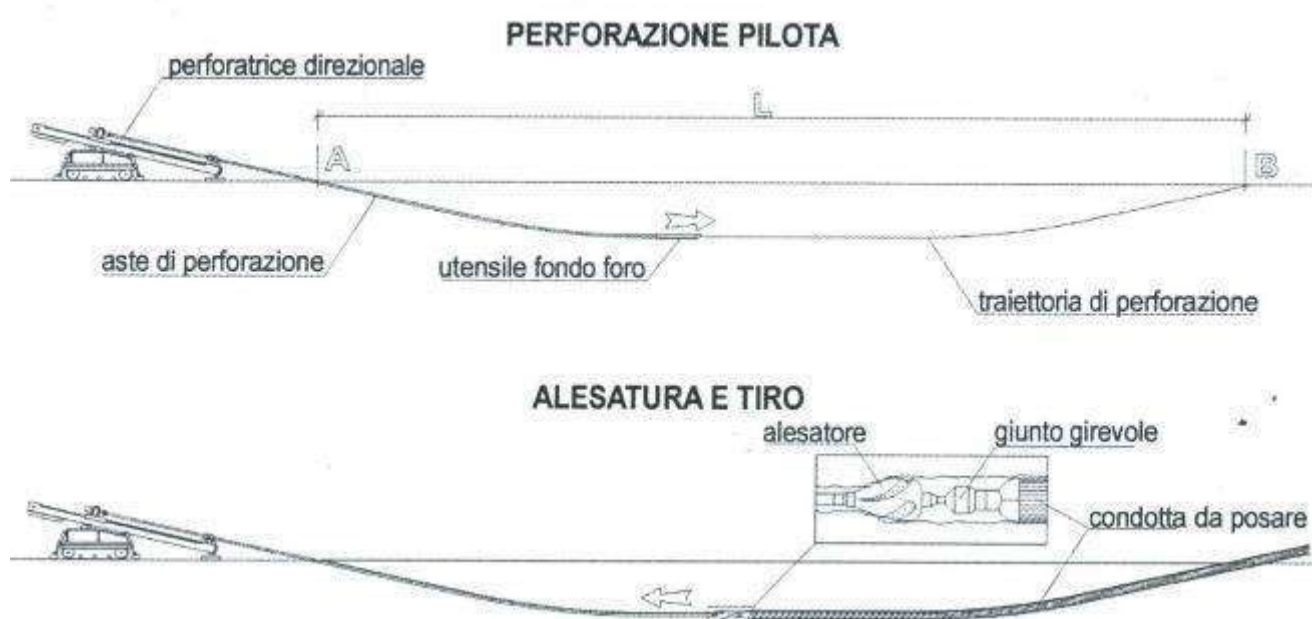 PERFORAZIONE PILOTA
perforatrice direzionale
L
A
B
aste di perforazione
utensile fondo foro
traiettoria di perforazione
ALESATURA E TIRO
alesatore
giunto girevole
condotta da posare